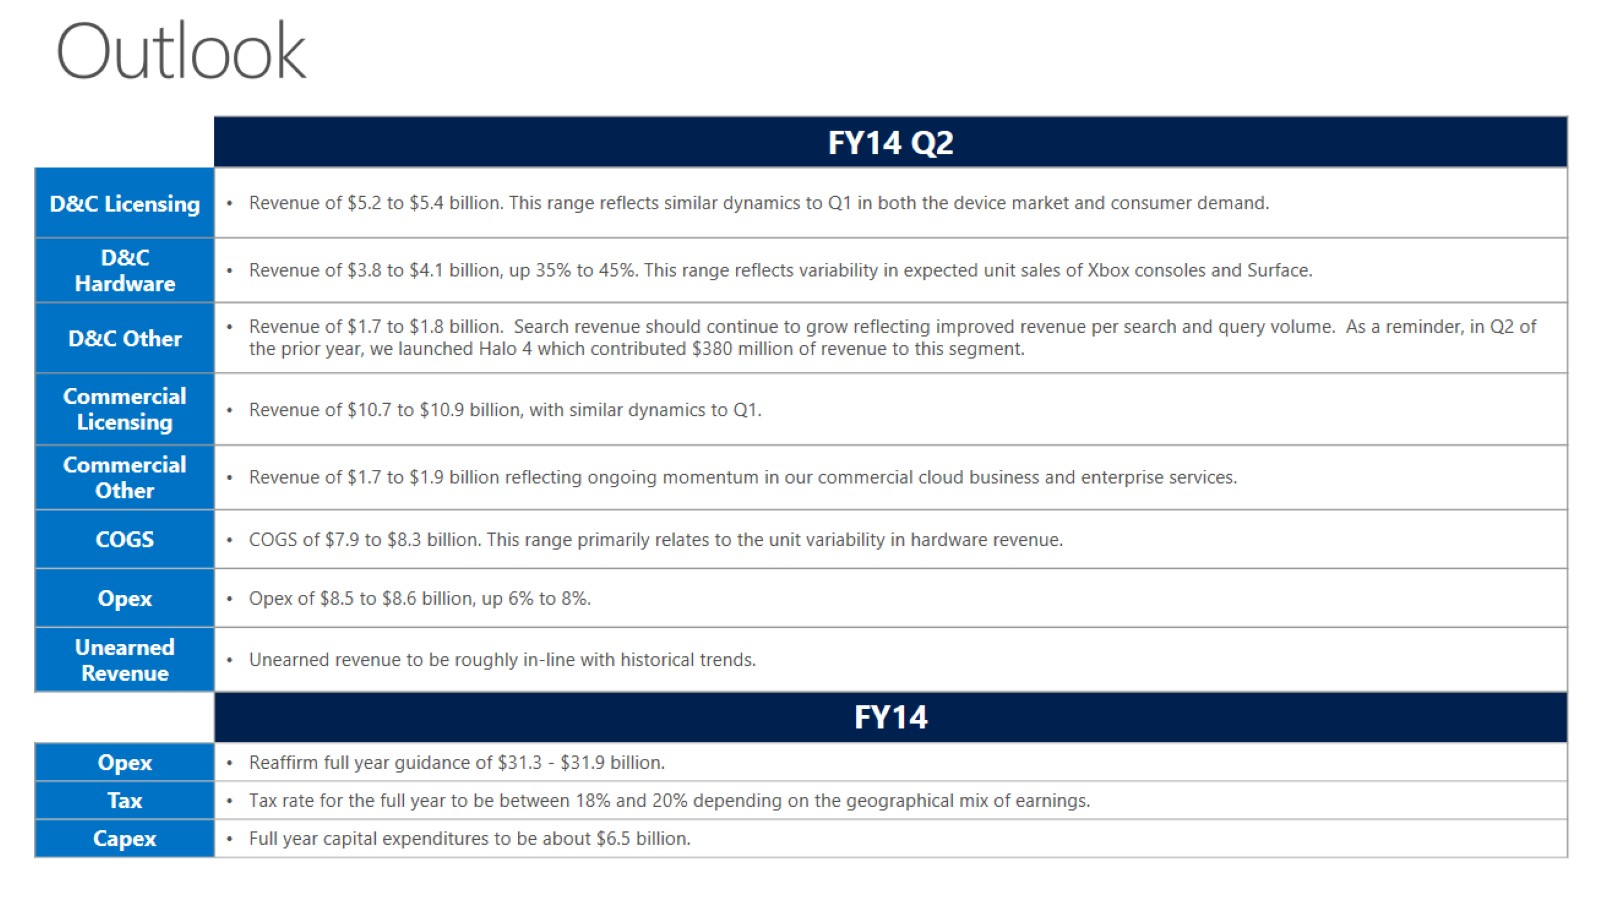 Outlook
FY14 Q2
D&C Licensing
• Revenue of $5.2 to $5.4 billion. This range reflects similar dynamics to Q1 in both the device market and consumer demand.
D&C
Hardware
• Revenue of $3.8 to $4.1 billion, up 35% to 45%. This range reflects variability in expected unit sales of Xbox consoles and Surface.
D&C Other
• Revenue of $1.7 to $1.8 billion.  Search revenue should continue to grow reflecting improved revenue per search and query volume.  As a reminder, in Q2 of
the prior year, we launched Halo 4 which contributed $380 million of revenue to this segment.
Commercial
Licensing
• Revenue of $10.7 to $10.9 billion, with similar dynamics to Q1.
Commercial
Other
• Revenue of $1.7 to $1.9 billion reflecting ongoing momentum in our commercial cloud business and enterprise services.
COGS
• COGS of $7.9 to $8.3 billion. This range primarily relates to the unit variability in hardware revenue.
Opex
• Opex of $8.5 to $8.6 billion, up 6% to 8%.
Unearned
Revenue
• Unearned revenue to be roughly in-line with historical trends.
FY14
Opex
• Reaffirm full year guidance of $31.3 - $31.9 billion.
Tax
• Tax rate for the full year to be between 18% and 20% depending on the geographical mix of earnings.
Capex
• Full year capital expenditures to be about $6.5 billion.